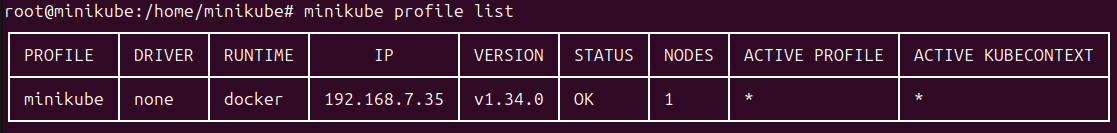 root@minikube:/home/minikube# minikube profile list
PROFILE DRIVER RUNTIME IP VERSION STATUS NODES ACTIVE PROFILE ACTIVE KUBECONTEXT
minikube none docker 192.168.7.35 v1.34.0 OK 1 * *